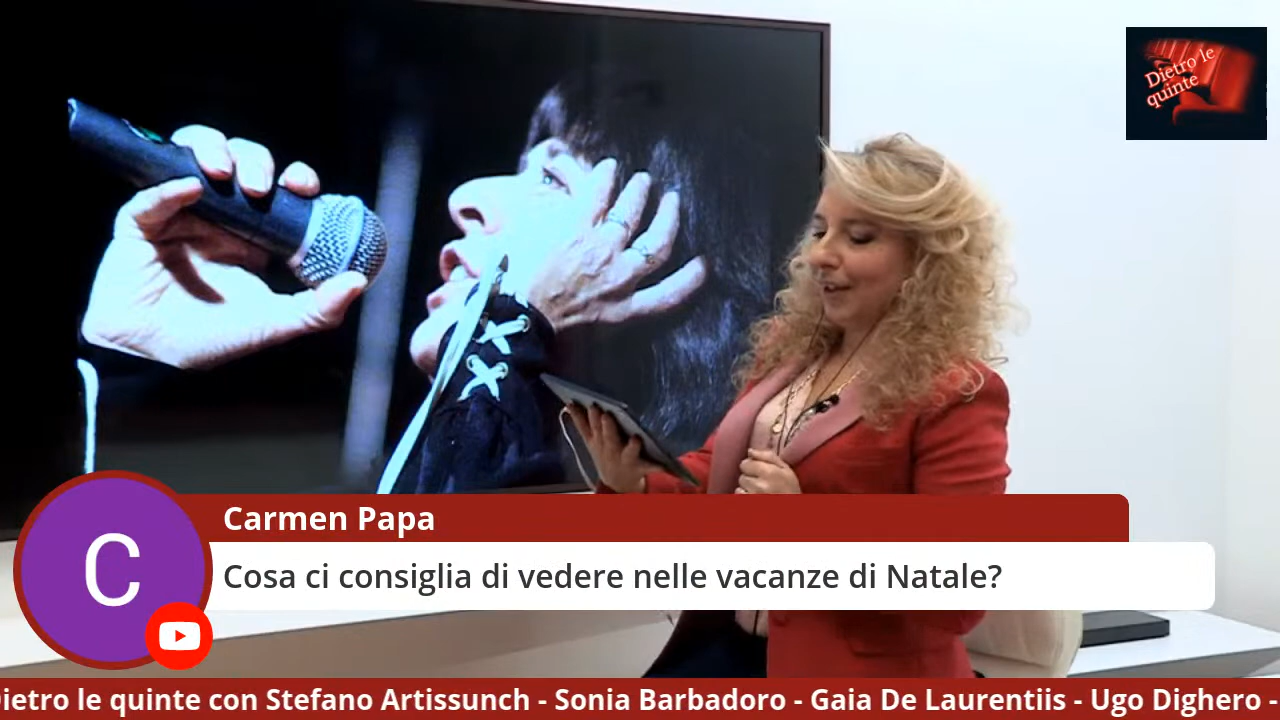 Dietro le
quinte
Carmen Papa
C
Cosa ci consiglia di vedere nelle vacanze di Natale?
Dietro le quinte con Stefano Artissunch - Sonia Barbadoro - Gaia De Laurentiis - Ugo Dighero -